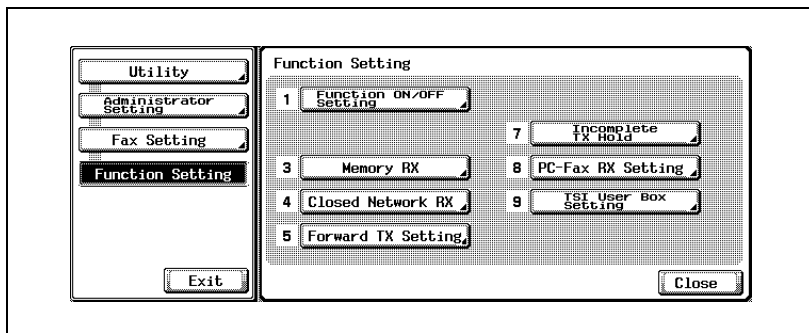 Utility
Administrator
Setting
Fax Setting
Function Setting
Exit
Function Setting
1 Function ON/OFF
Setting
3 Memory RX
4 Closed Network RX
5 Forward TX Setting
7 Incomplete
TX Hold
8 PC-Fax RX Setting
9 TSI User Box
Setting
Close